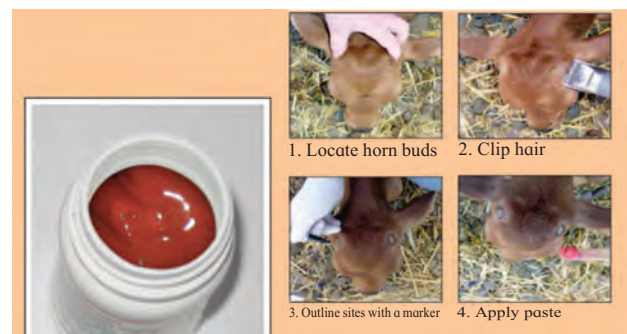 1. Locate horn buds
2. Clip hair
3. Outline sites with a marker
4. Apply paste